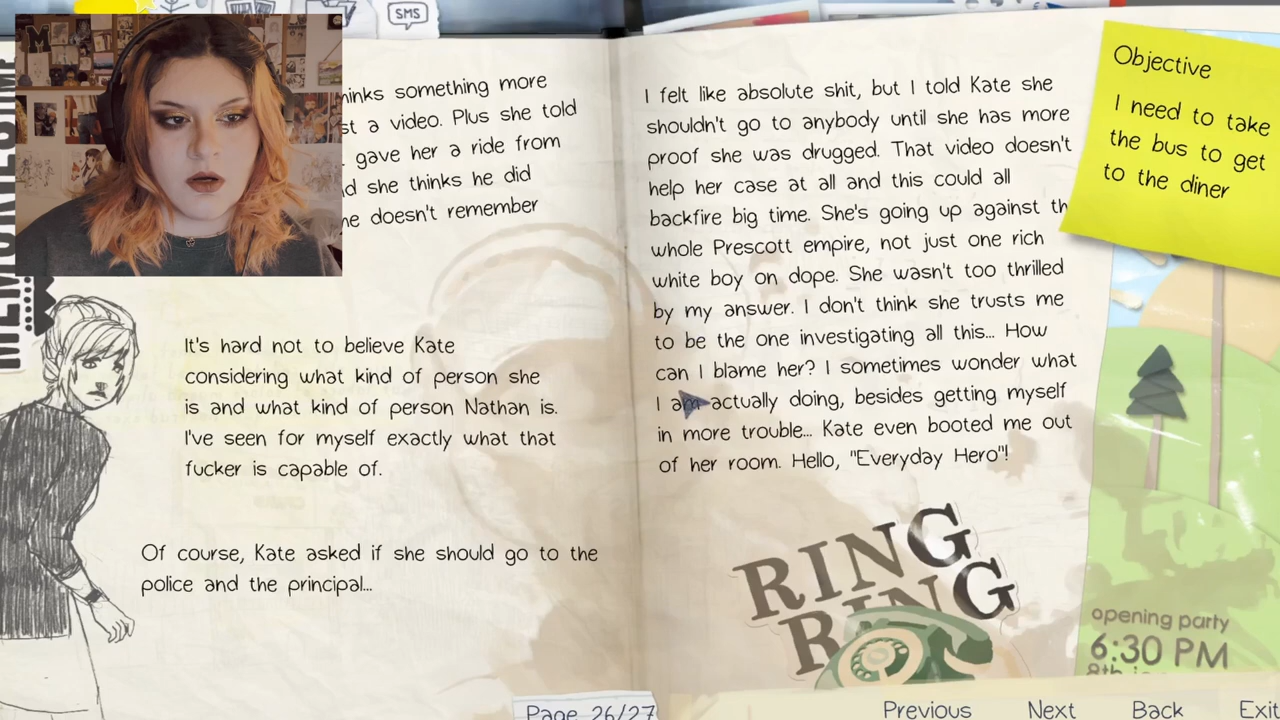 SMS
hinks something more
st a video. Plus she told
gave her a ride from
d she thinks he did
he doesn't remember
It's hard not to believe Kate
considering what kind of person she
is and what kind of person Nathan is.
I've seen for myself exactly what that
fucker is capable of.
Of course, Kate asked if she should go to the
police and the principal...
Page 26/27
I felt like absolute shit, but I told Kate she
shouldn't go to anybody until she has more
proof she was drugged. That video doesn't
help her case at all and this could all
backfire big time. She's going up against th
whole Prescott empire, not just one rich
white boy on dope. She wasn't too thrilled
by my answer. I don't think she trusts me
to be the one investigating all this... How
can I blame her? I sometimes wonder what
I am actually doing, besides getting myself
in more trouble... Kate even booted me out
of her room. Hello, "Everyday Hero"!
RING
RING
Objective
I need to take
the bus to get
to the diner
opening party
6:30 PM
Previous
Next
Back
Exit